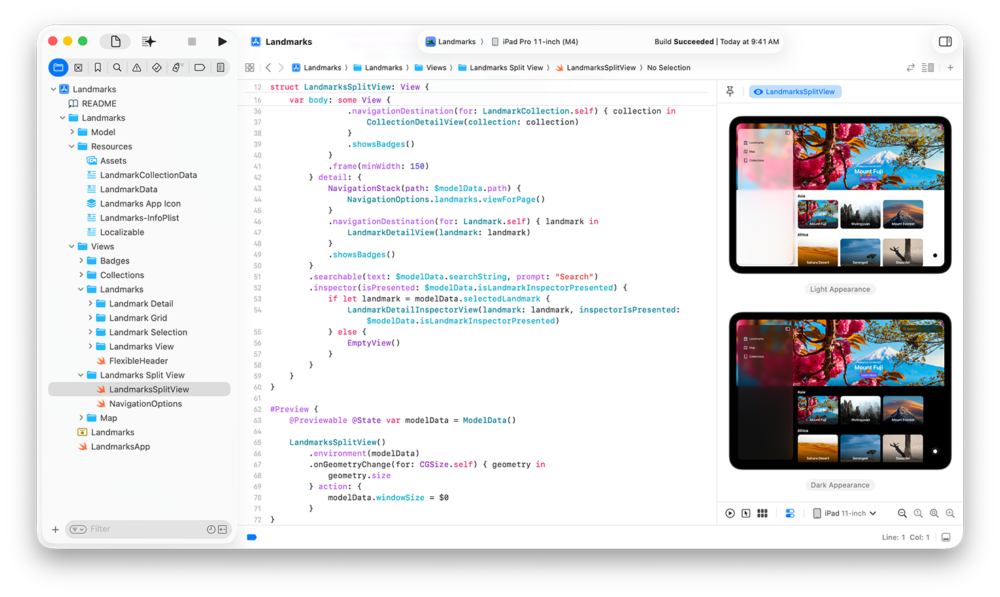 Landmarks
Landmarks 〉 iPad Pro 11-inch (M4)
Build Succeeded | Today at 9:41 AM
Landmarks 〉 Landmarks 〉 Views 〉 Landmarks Split View 〉 LandmarksSplitView 〉 No Selection
Landmarks
README
Landmarks
Model
Resources
Assets
LandmarkCollectionData
LandmarkData
Landmarks App Icon
Landmarks-InfoPlist
Localizable
Views
Badges
Collections
Landmarks
Landmark Detail
Landmark Grid
Landmark Selection
Landmarks View
FlexibleHeader
Landmarks Split View
LandmarksSplitView
NavigationOptions
Map
Landmarks
LandmarksApp
Filter
12 struct LandmarksSplitView: View {
16 var body: some View {
36 .navigationDestination(for: LandmarkCollection.self) { collection in
37 CollectionDetailView(collection: collection)
38 }
39 .showsBadges()
40 }
41 .frame(minWidth: 150)
42 } detail: {
43 NavigationStack(path: $modelData.path) {
44 NavigationOptions.landmarks.viewForPage()
45 }
46 .navigationDestination(for: Landmark.self) { landmark in
47 LandmarkDetailView(landmark: landmark)
48 }
49 .showsBadges()
50 }
51 .searchable(text: $modelData.searchString, prompt: "Search")
52 .inspector(isPresented: $modelData.isLandmarkInspectorPresented) {
53 if let landmark = modelData.selectedLandmark {
54 LandmarkDetailInspectorView(landmark: landmark, inspectorIsPresented:
$modelData.isLandmarkInspectorPresented)
55 } else {
56 EmptyView()
57 }
58 }
59 }
60 }
61
62 #Preview {
63 @Previewable @State var modelData = ModelData()
64
65 LandmarksSplitView()
66 .environment(modelData)
67 .onGeometryChange(for: CGSize.self) { geometry in
68 geometry.size
69 } action: {
70 modelData.windowSize = $0
71 }
72 }
LandmarksSplitView
Landmarks
Map
Collections
Featured Landmark
Mount Fuji
Learn More
Asia
Mount Fuji
Wulingyuan
Mount Everest
Africa
Sahara Desert
Serengeti
Deadvlei
Light Appearance
Search
Landmarks
Map
Collections
Featured Landmark
Mount Fuji
Learn More
Asia
Mount Fuji
Wulingyuan
Mount Everest
Africa
Sahara Desert
Serengeti
Deadvlei
Dark Appearance
iPad 11-inch
Line: 1 Col: 1